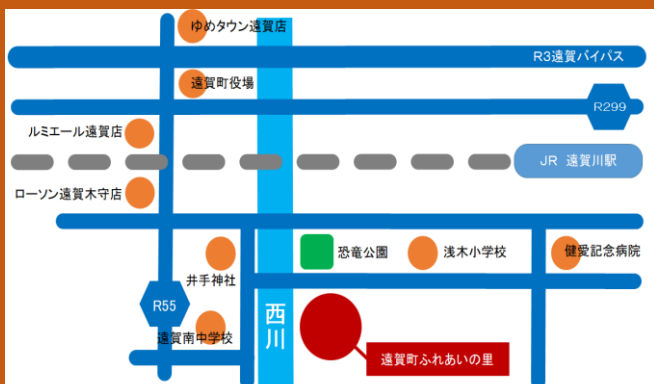 ゆめタウン遠賀店
R3遠賀バイパス
遠賀町役場
R299
ルミエール遠賀店
JR 遠賀川駅
ローソン遠賀木守店
恐竜公園
浅木小学校
健愛記念病院
井手神社
R55
西川
遠賀南中学校
遠賀町ふれあいの里